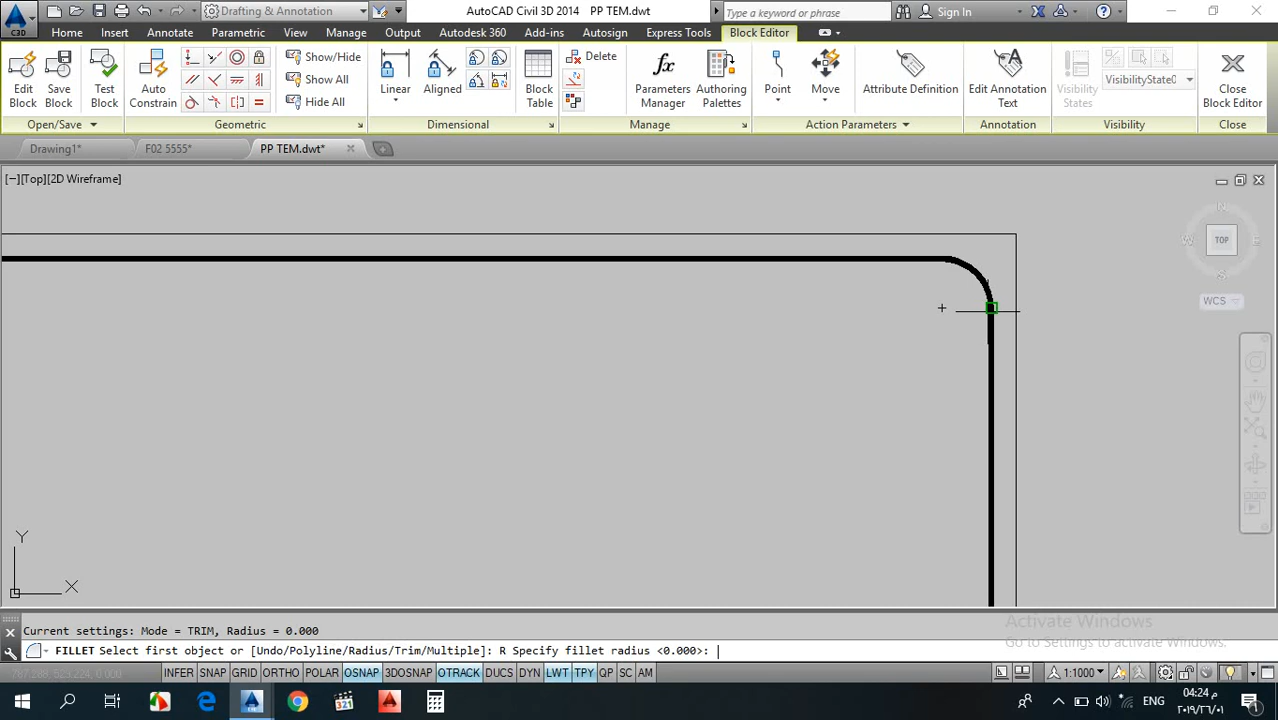 Drafting & Annotation
AutoCAD Civil 3D 2014 PP TEM.dwt
Type a keyword or phrase
Sign In
C3D
Home Insert Annotate Parametric View Manage Output Autodesk 360 Add-ins Autosign Express Tools Block Editor
Edit Block
Save Block
Test Block
Auto Constrain
Show/Hide
Show All
Hide All
Linear
Aligned
Block Table
Delete
Parameters Manager
Authoring Palettes
Point
Move
Attribute Definition
Edit Annotation Text
Visibility States
VisibilityState0
Close Block Editor
Open/Save Geometric Dimensional Manage Action Parameters Annotation Visibility Close
Drawing1* F02 5555* PP TEM.dwt*
[−][Top][2D Wireframe]
N
W TOP E
S
WCS
Y
X
Activate Windows
Go to Settings to activate Windows.
Current settings: Mode = TRIM, Radius = 0.000
FILLET Select first object or [Undo/Polyline/Radius/Trim/Multiple]: R Specify fillet radius <0.000>:
INFER SNAP GRID ORTHO POLAR OSNAP 3DOSNAP OTRACK DUCS DYN LWT TPY QP SC AM
1:1000
321
ENG
04:24 م
٢٠١٩/٢٦/٠١
1